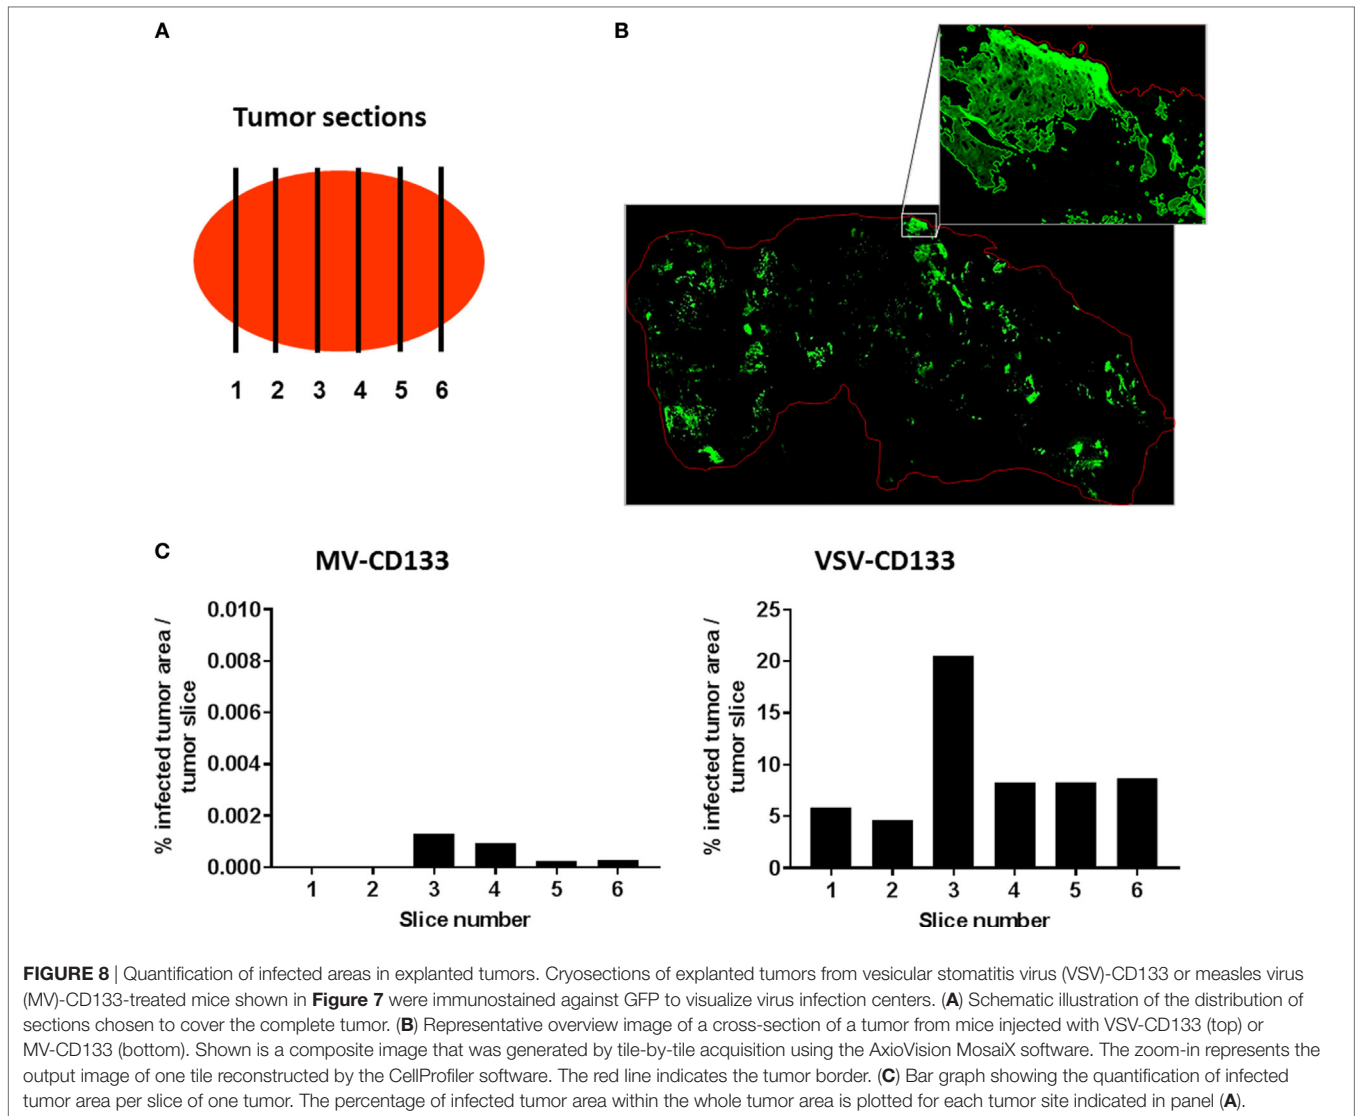 A
B
Tumor sections
1 2 3 4 5 6
C
MV-CD133
% infected tumor area /
tumor slice
0.010
0.008
0.006
0.004
0.002
0.000
1 2 3 4 5 6
Slice number
VSV-CD133
% infected tumor area /
tumor slice
25
20
15
10
5
0
1 2 3 4 5 6
Slice number
FIGURE 8 | Quantification of infected areas in explanted tumors. Cryosections of explanted tumors from vesicular stomatitis virus (VSV)-CD133 or measles virus
(MV)-CD133-treated mice shown in Figure 7 were immunostained against GFP to visualize virus infection centers. (A) Schematic illustration of the distribution of
sections chosen to cover the complete tumor. (B) Representative overview image of a cross-section of a tumor from mice injected with VSV-CD133 (top) or
MV-CD133 (bottom). Shown is a composite image that was generated by tile-by-tile acquisition using the AxioVision MosaiX software. The zoom-in represents the
output image of one tile reconstructed by the CellProfiler software. The red line indicates the tumor border. (C) Bar graph showing the quantification of infected
tumor area per slice of one tumor. The percentage of infected tumor area within the whole tumor area is plotted for each tumor site indicated in panel (A).